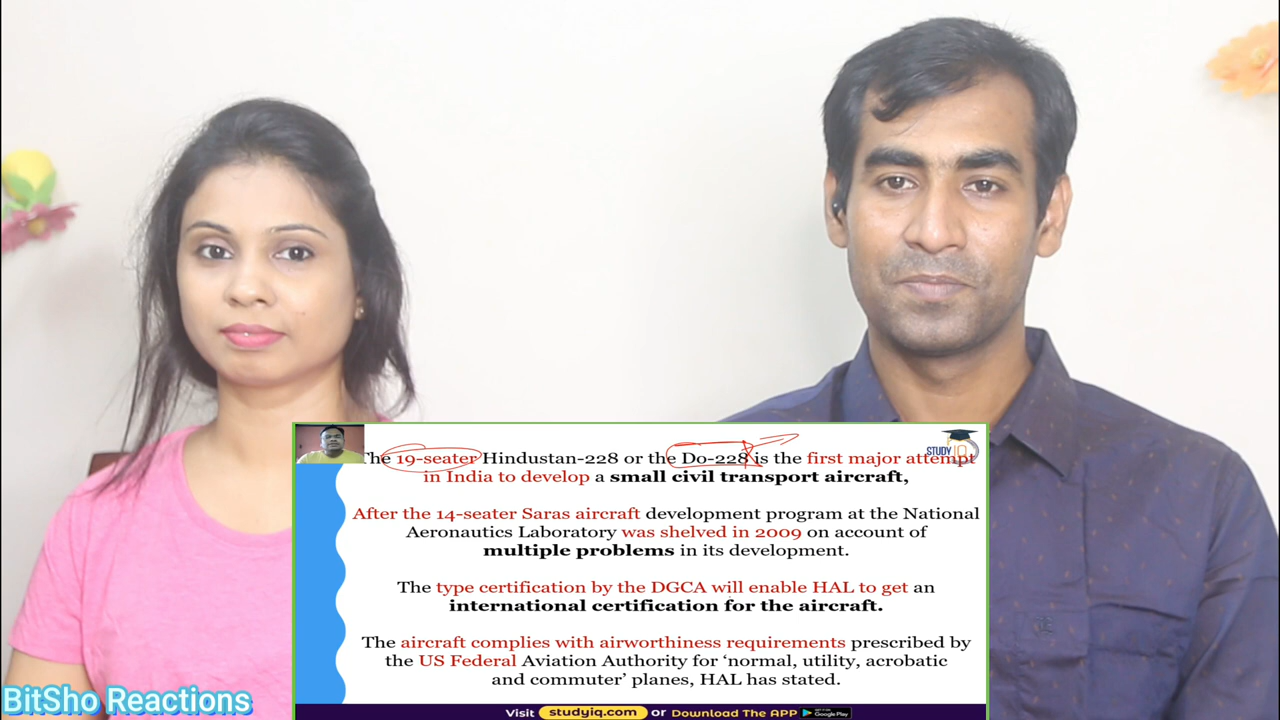 The 19-seater Hindustan-228 or the Do-228 is the first major attempt
in India to develop a small civil transport aircraft,
After the 14-seater Saras aircraft development program at the National
Aeronautics Laboratory was shelved in 2009 on account of
multiple problems in its development.
The type certification by the DGCA will enable HAL to get an
international certification for the aircraft.
The aircraft complies with airworthiness requirements prescribed by
the US Federal Aviation Authority for ‘normal, utility, acrobatic
and commuter’ planes, HAL has stated.
STUDY IQ
BitSho Reactions
Visit studyiq.com or Download The APP GET IT ON Google Play